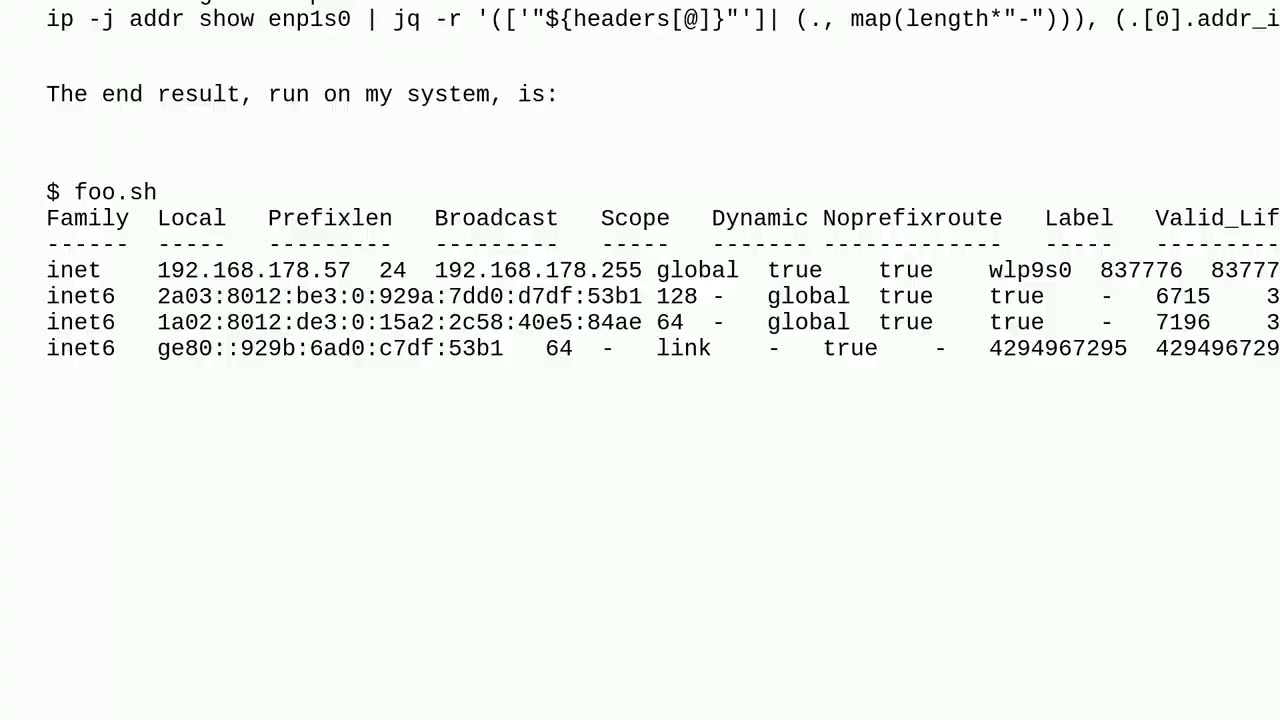 ip -j addr show enp1s0 | jq -r '(['"${headers[@]}"']| (., map(length*"-"))), (.[0].addr_i
The end result, run on my system, is:
$ foo.sh
Family  Local   Prefixlen   Broadcast   Scope   Dynamic Noprefixroute   Label   Valid_Lif
------  -----   ---------   ---------   -----   ------- -------------   -----   ---------
inet    192.168.178.57  24  192.168.178.255 global  true    true    wlp9s0  837776  83777
inet6   2a03:8012:be3:0:929a:7dd0:d7df:53b1 128 -   global  true    true    -   6715    3
inet6   1a02:8012:de3:0:15a2:2c58:40e5:84ae 64  -   global  true    true    -   7196    3
inet6   ge80::929b:6ad0:c7df:53b1   64  -   link    -   true    -   4294967295  429496729